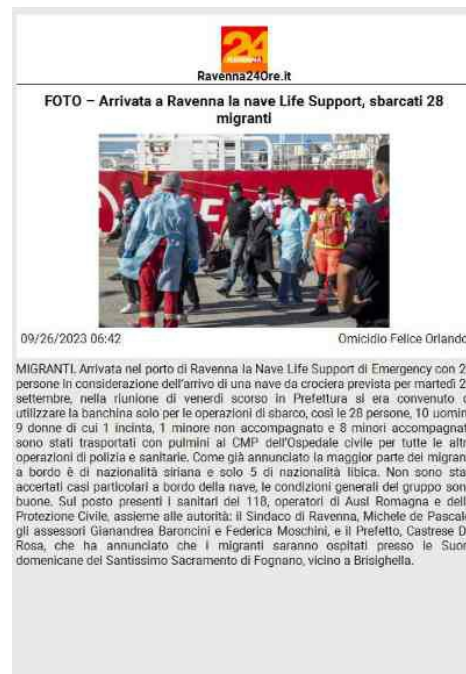 24
RAVENNA
Ravenna24Ore.it
FOTO – Arrivata a Ravenna la nave Life Support, sbarcati 28
migranti
09/26/2023 06:42
Omicidio Felice Orlando
MIGRANTI. Arrivata nel porto di Ravenna la Nave Life Support di Emergency con 2
persone in considerazione dell'arrivo di una nave da crociera prevista per martedì 2
settembre, nella riunione di venerdì scorso in Prefettura si era convenuto d
utilizzare la banchina solo per le operazioni di sbarco, così le 28 persone, 10 uomin
9 donne di cui 1 incinta, 1 minore non accompagnato e 8 minori accompagnat
sono stati trasportati con pulmini al CMP dell'Ospedale civile per tutte le altr
operazioni di polizia e sanitarie. Come già annunciato la maggior parte dei migran
a bordo è di nazionalità siriana e solo 5 di nazionalità libica. Non sono sta
accertati casi particolari a bordo della nave, le condizioni generali del gruppo son
buone. Sul posto presenti i sanitari del 118, operatori di Ausl Romagna e dell
Protezione Civile, assieme alle autorità: il Sindaco di Ravenna, Michele de Pascal
gli assessori Gianandrea Baroncini e Federica Moschini, e il Prefetto, Castrese D
Rosa, che ha annunciato che i migranti saranno ospitati presso le Suor
domenicane del Santissimo Sacramento di Fognano, vicino a Brisighella.